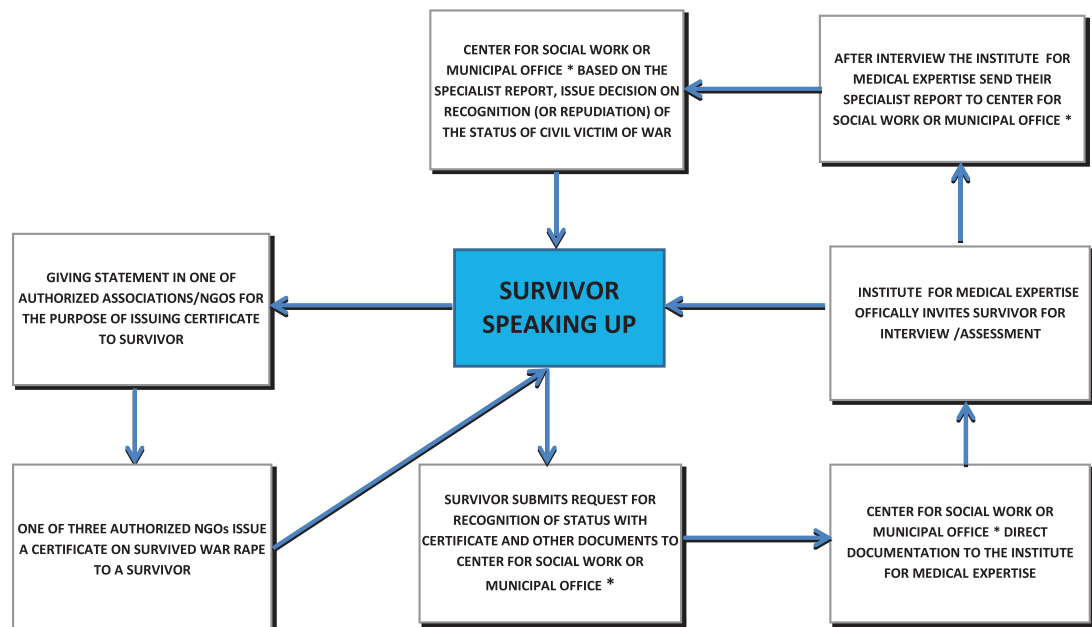 CENTER FOR SOCIAL WORK OR
MUNICIPAL OFFICE * BASED ON THE
SPECIALIST REPORT, ISSUE DECISION ON
RECOGNITION (OR REPUDIATION) OF
THE STATUS OF CIVIL VICTIM OF WAR
AFTER INTERVIEW THE INSTITUTE FOR
MEDICAL EXPERTISE SEND THEIR
SPECIALIST REPORT TO CENTER FOR
SOCIAL WORK OR MUNICIPAL OFFICE *
GIVING STATEMENT IN ONE OF
AUTHORIZED ASSOCIATIONS/NGOS FOR
THE PURPOSE OF ISSUING CERTIFICATE
TO SURVIVOR
SURVIVOR
SPEAKING UP
INSTITUTE FOR MEDICAL EXPERTISE
OFFICALLY INVITES SURVIVOR FOR
INTERVIEW /ASSESSMENT
ONE OF THREE AUTHORIZED NGOs ISSUE
A CERTIFICATE ON SURVIVED WAR RAPE
TO A SURVIVOR
SURVIVOR SUBMITS REQUEST FOR
RECOGNITION OF STATUS WITH
CERTIFICATE AND OTHER DOCUMENTS TO
CENTER FOR SOCIAL WORK OR
MUNICIPAL OFFICE *
CENTER FOR SOCIAL WORK OR
MUNICIPAL OFFICE * DIRECT
DOCUMENTATION TO THE INSTITUTE
FOR MEDICAL EXPERTISE